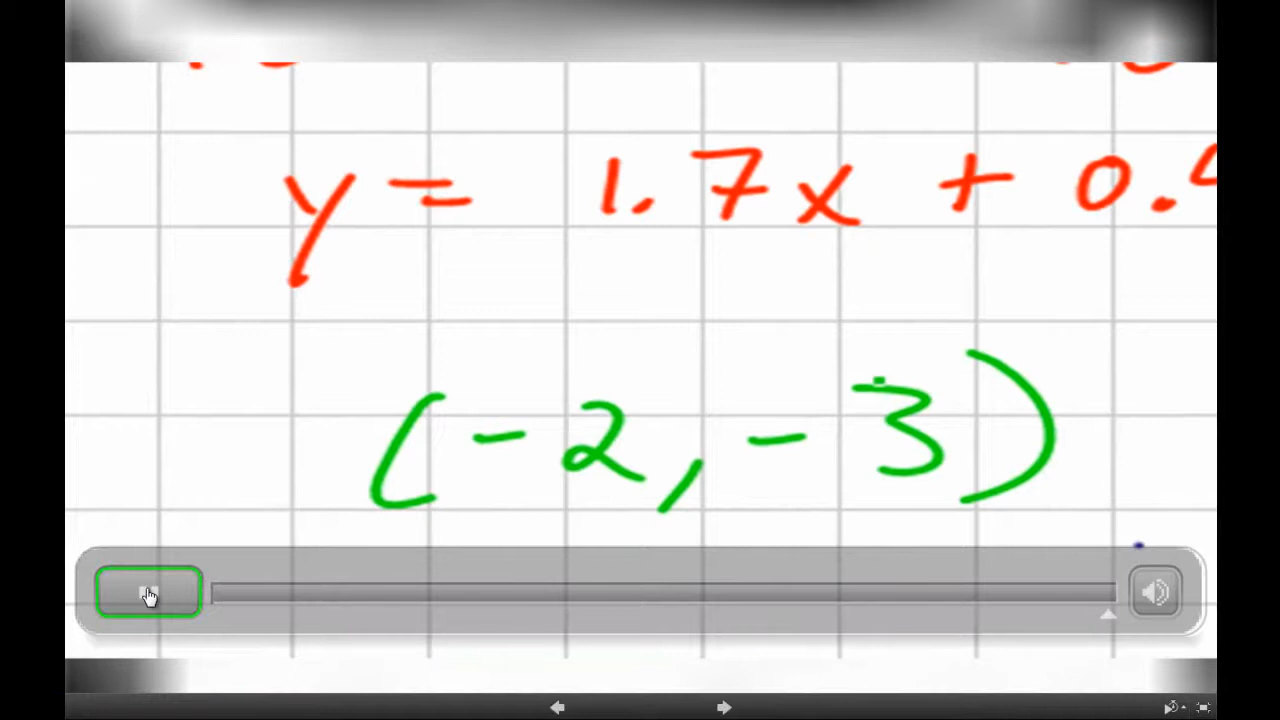 y = 1.7x + 0.
(-2, -3)